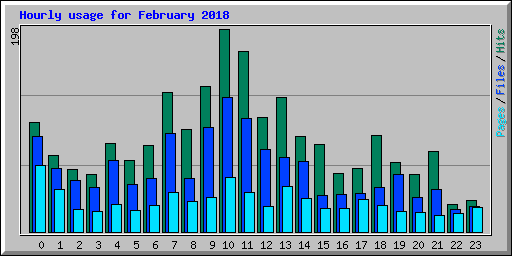 Hourly usage for February 2018
198
Pages / Files / Hits
0 1 2 3 4 5 6 7 8 9 10 11 12 13 14 15 16 17 18 19 20 21 22 23